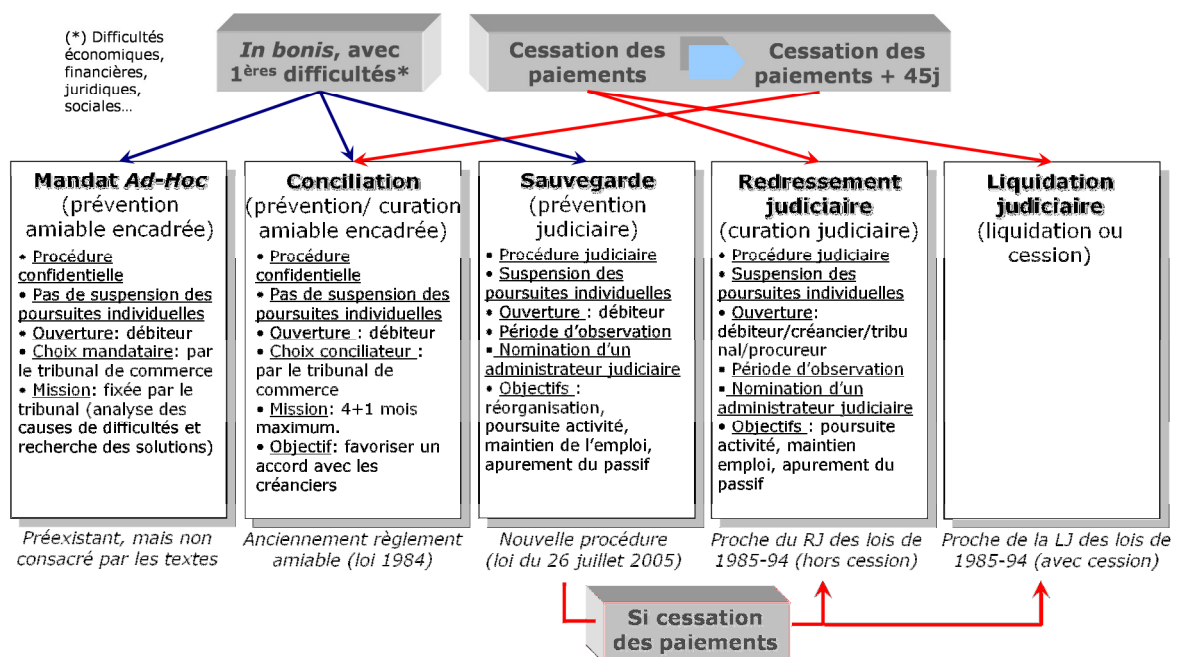 (*) Difficultés
économiques,
financières,
juridiques,
sociales…
In bonis, avec
1ères difficultés*
Cessation des
paiements
Cessation des
paiements + 45j
Mandat Ad-Hoc
(prévention
amiable encadrée)
• Procédure
confidentielle
• Pas de suspension des
poursuites individuelles
• Ouverture: débiteur
• Choix mandataire: par
le tribunal de commerce
• Mission: fixée par le
tribunal (analyse des
causes de difficultés et
recherche des solutions)
Préexistant, mais non
consacré par les textes
Conciliation
(prévention/ curation
amiable encadrée)
• Procédure
confidentielle
• Pas de suspension des
poursuites individuelles
• Ouverture : débiteur
• Choix conciliateur :
par le tribunal de
commerce
• Mission: 4+1 mois
maximum.
• Objectif: favoriser un
accord avec les
créanciers
Anciennement règlement
amiable (loi 1984)
Sauvegarde
(prévention
judiciaire)
▪ Procédure judiciaire
• Suspension des
poursuites individuelles
• Ouverture : débiteur
• Période d'observation
▪ Nomination d'un
administrateur judiciaire
• Objectifs :
réorganisation,
poursuite activité,
maintien de l'emploi,
apurement du passif
Nouvelle procédure
(loi du 26 juillet 2005)
Redressement
judiciaire
(curation judiciaire)
▪ Procédure judiciaire
• Suspension des
poursuites individuelles
• Ouverture:
débiteur/créancier/tribu
nal/procureur
▪ Période d'observation
▪ Nomination d'un
administrateur judiciaire
• Objectifs : poursuite
activité, maintien
emploi, apurement du
passif
Proche du RJ des lois de
1985-94 (hors cession)
Liquidation
judiciaire
(liquidation ou
cession)
Proche de la LJ des lois de
1985-94 (avec cession)
Si cessation
des paiements